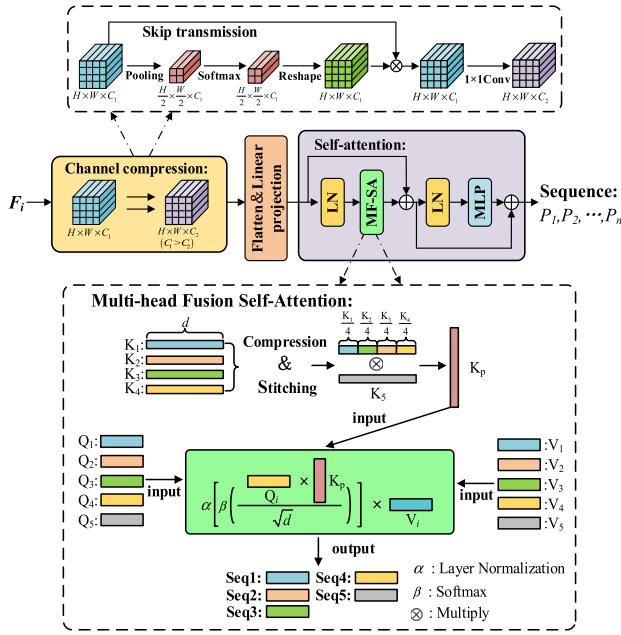 Skip transmission
Pooling
Softmax
Reshape
1×1Conv
H×W×C₁
H/2×W/2×C₁
H/2×W/2×C₁
H×W×C₁
H×W×C₁
H×W×C₂
Fᵢ
Channel compression:
H×W×C₁
H×W×C₂
(C₁>C₂)
Flatten&Linear
projection
Self-attention:
LN
MF-SA
LN
MLP
Sequence:
P₁,P₂,⋯,Pₙ
Multi-head Fusion Self-Attention:
d
K₁:
K₂:
K₃:
K₄:
Compression
&
Stitching
K₁/4 K₂/4 K₃/4 K₄/4
⊗
K₅
Kₚ
input
Q₁:
Q₂:
Q₃:
Q₄:
Q₅:
input
α[β(Qᵢ × Kₚ / √d)] × Vᵢ
input
:V₁
:V₂
:V₃
:V₄
:V₅
output
Seq1: Seq4:
Seq2: Seq5:
Seq3:
α : Layer Normalization
β : Softmax
⊗ : Multiply